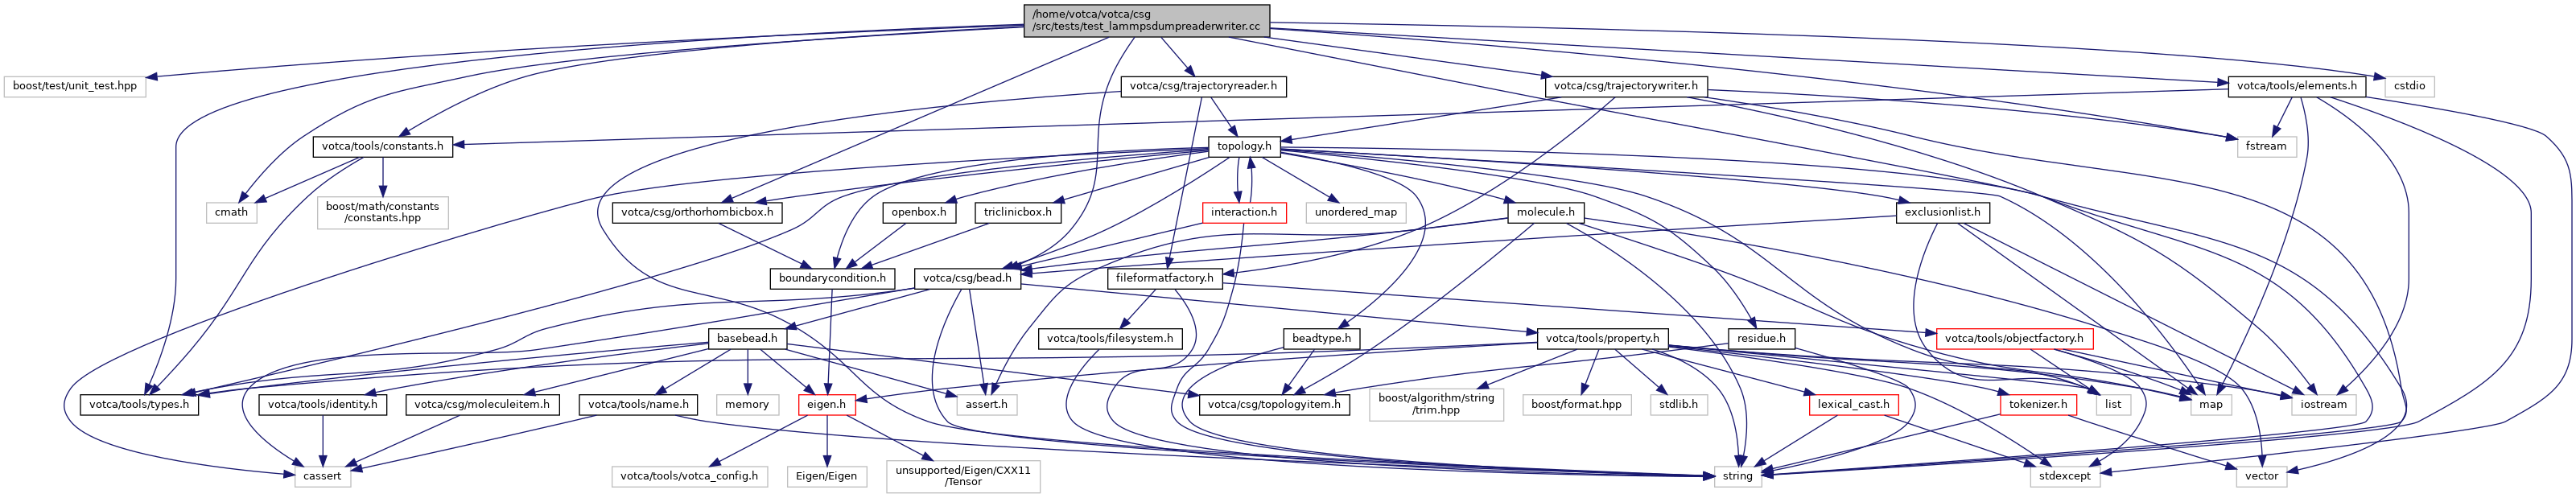 /home/votca/votca/csg
/src/tests/test_lammpsdumpreaderwriter.cc
boost/test/unit_test.hpp
votca/csg/trajectoryreader.h
votca/csg/trajectorywriter.h
votca/tools/elements.h
cstdio
votca/tools/constants.h
topology.h
fstream
cmath
boost/math/constants
/constants.hpp
votca/csg/orthorhombicbox.h
openbox.h
triclinicbox.h
interaction.h
unordered_map
molecule.h
exclusionlist.h
boundarycondition.h
votca/csg/bead.h
fileformatfactory.h
basebead.h
votca/tools/filesystem.h
beadtype.h
votca/tools/property.h
residue.h
votca/tools/objectfactory.h
votca/tools/types.h
votca/tools/identity.h
votca/csg/moleculeitem.h
votca/tools/name.h
memory
eigen.h
assert.h
votca/csg/topologyitem.h
boost/algorithm/string
/trim.hpp
boost/format.hpp
stdlib.h
lexical_cast.h
tokenizer.h
list
map
iostream
cassert
votca/tools/votca_config.h
Eigen/Eigen
unsupported/Eigen/CXX11
/Tensor
string
stdexcept
vector